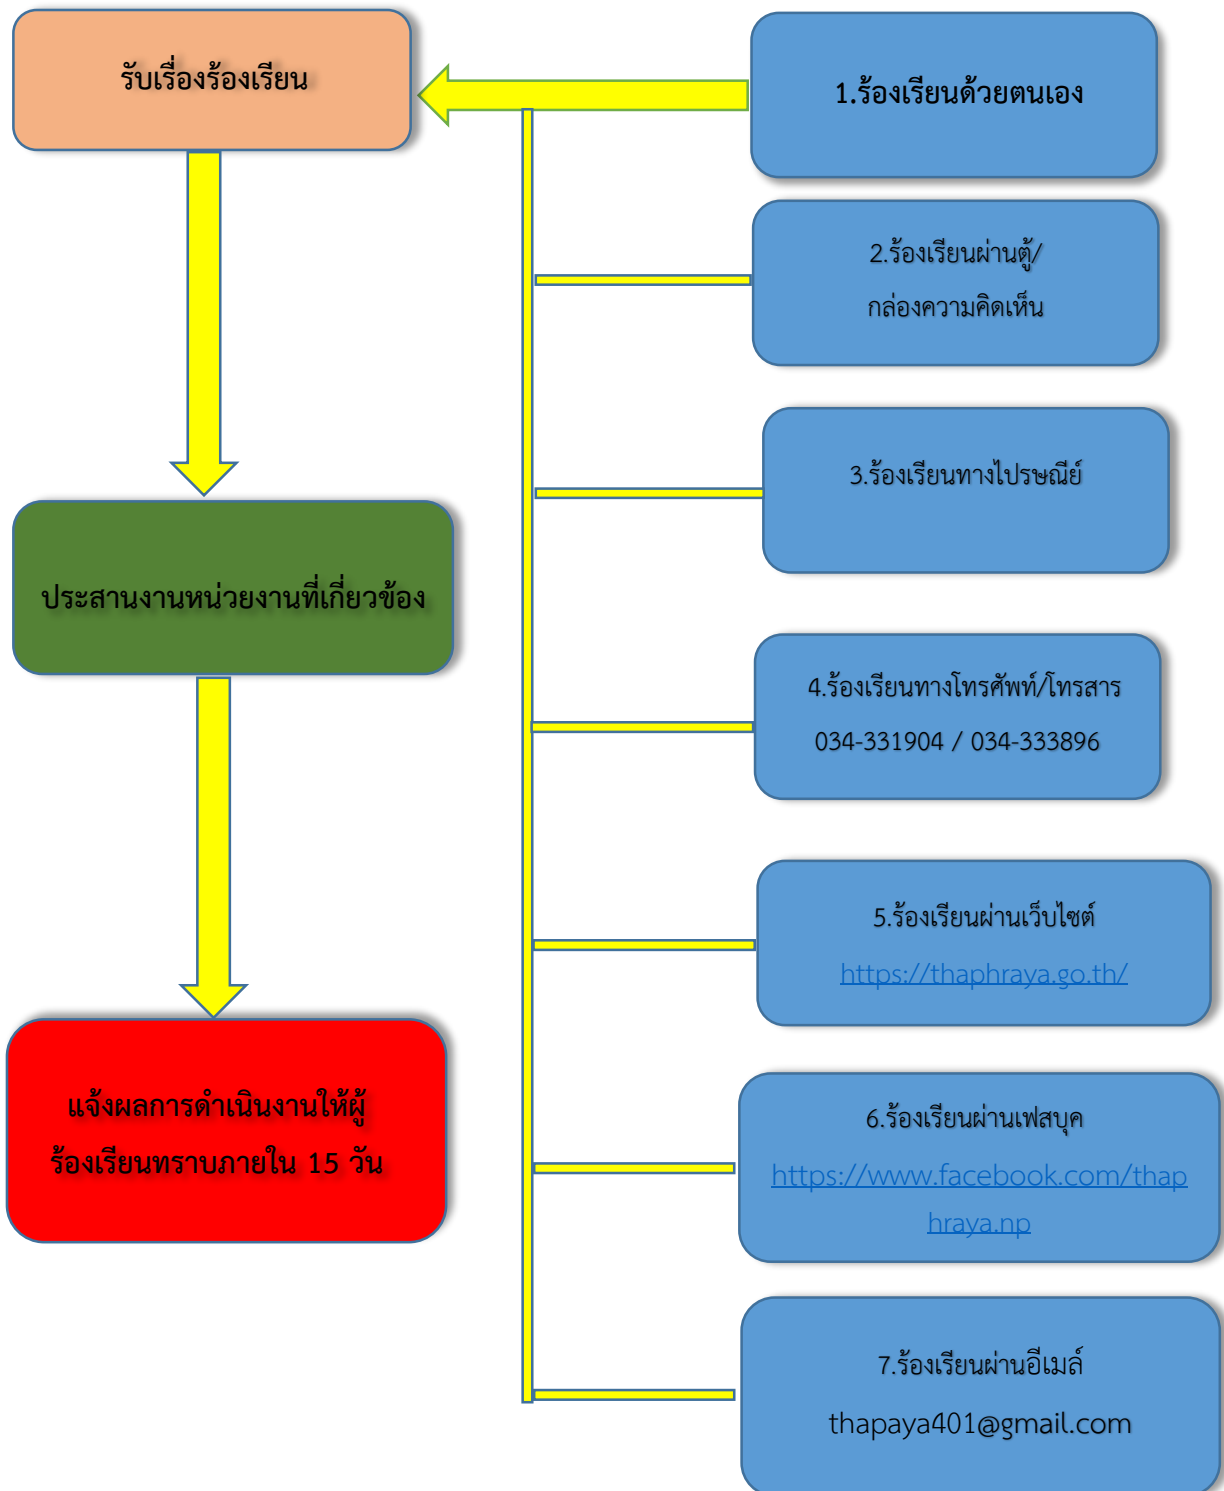 รับเรื่องร้องเรียน
1.ร้องเรียนด้วยตนเอง
2.ร้องเรียนผ่านตู้/
กล่องความคิดเห็น
3.ร้องเรียนทางไปรษณีย์
ประสานงานหน่วยงานที่เกี่ยวข้อง
4.ร้องเรียนทางโทรศัพท์/โทรสาร
034-331904 / 034-333896
5.ร้องเรียนผ่านเว็บไซต์
https://thaphraya.go.th/
แจ้งผลการดำเนินงานให้ผู้
ร้องเรียนทราบภายใน 15 วัน
6.ร้องเรียนผ่านเฟสบุค
https://www.facebook.com/thap
hraya.np
7.ร้องเรียนผ่านอีเมล์
thapaya401@gmail.com